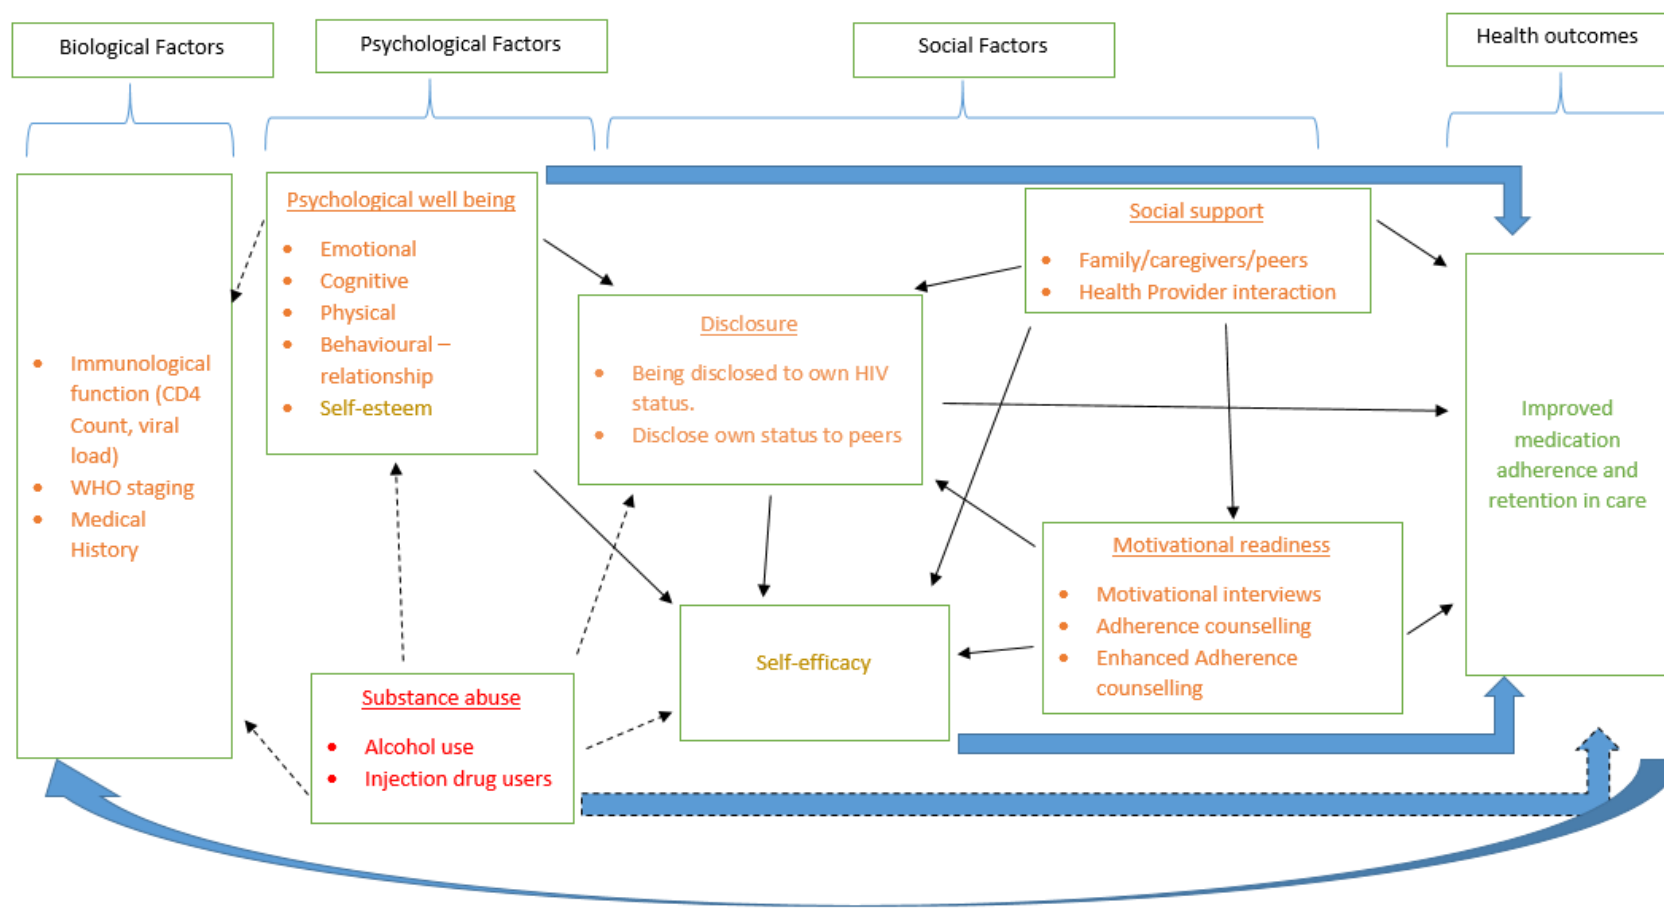 Biological Factors
Psychological Factors
Social Factors
Health outcomes
Immunological
function (CD4
Count, viral
load)
WHO staging
Medical
History
Psychological well being
Emotional
Cognitive
Physical
Behavioural –
relationship
Self-esteem
Substance abuse
Alcohol use
Injection drug users
Disclosure
Being disclosed to own HIV
status.
Disclose own status to peers
Self-efficacy
Social support
Family/caregivers/peers
Health Provider interaction
Motivational readiness
Motivational interviews
Adherence counselling
Enhanced Adherence
counselling
Improved
medication
adherence and
retention in care